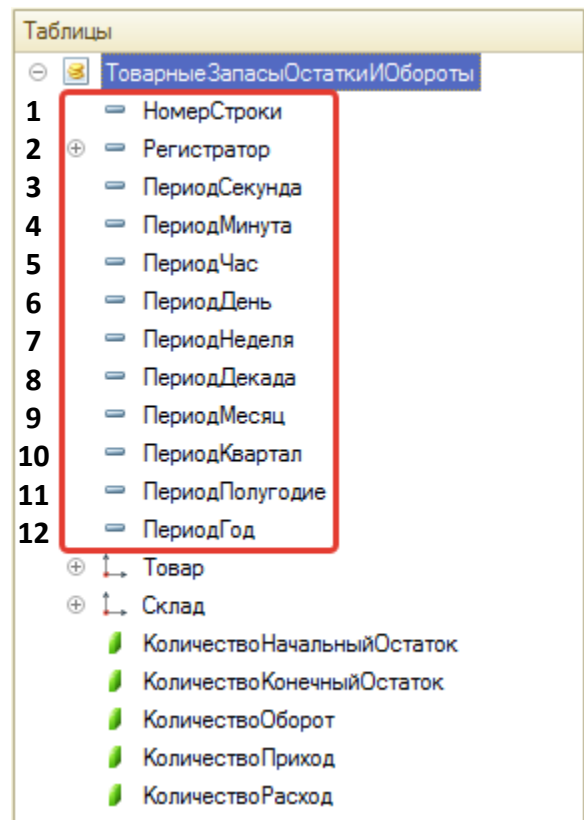 Таблицы
ТоварныеЗапасыОстаткиИОбороты
1 НомерСтроки
2 Регистратор
3 ПериодСекунда
4 ПериодМинута
5 ПериодЧас
6 ПериодДень
7 ПериодНеделя
8 ПериодДекада
9 ПериодМесяц
10 ПериодКвартал
11 ПериодПолугодие
12 ПериодГод
Товар
Склад
КоличествоНачальныйОстаток
КоличествоКонечныйОстаток
КоличествоОборот
КоличествоПриход
КоличествоРасход